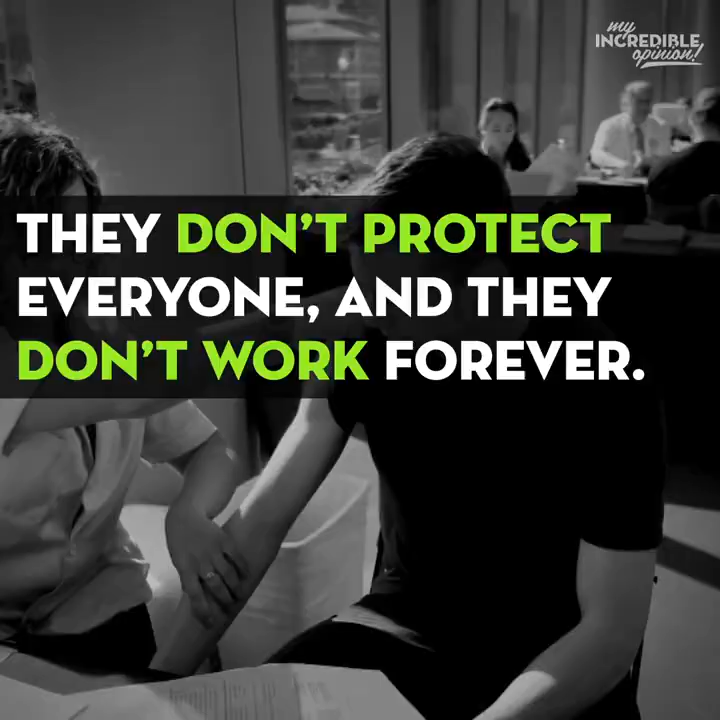 my
INCREDIBLE
opinion!
THEY DON'T PROTECT
EVERYONE, AND THEY
DON'T WORK FOREVER.